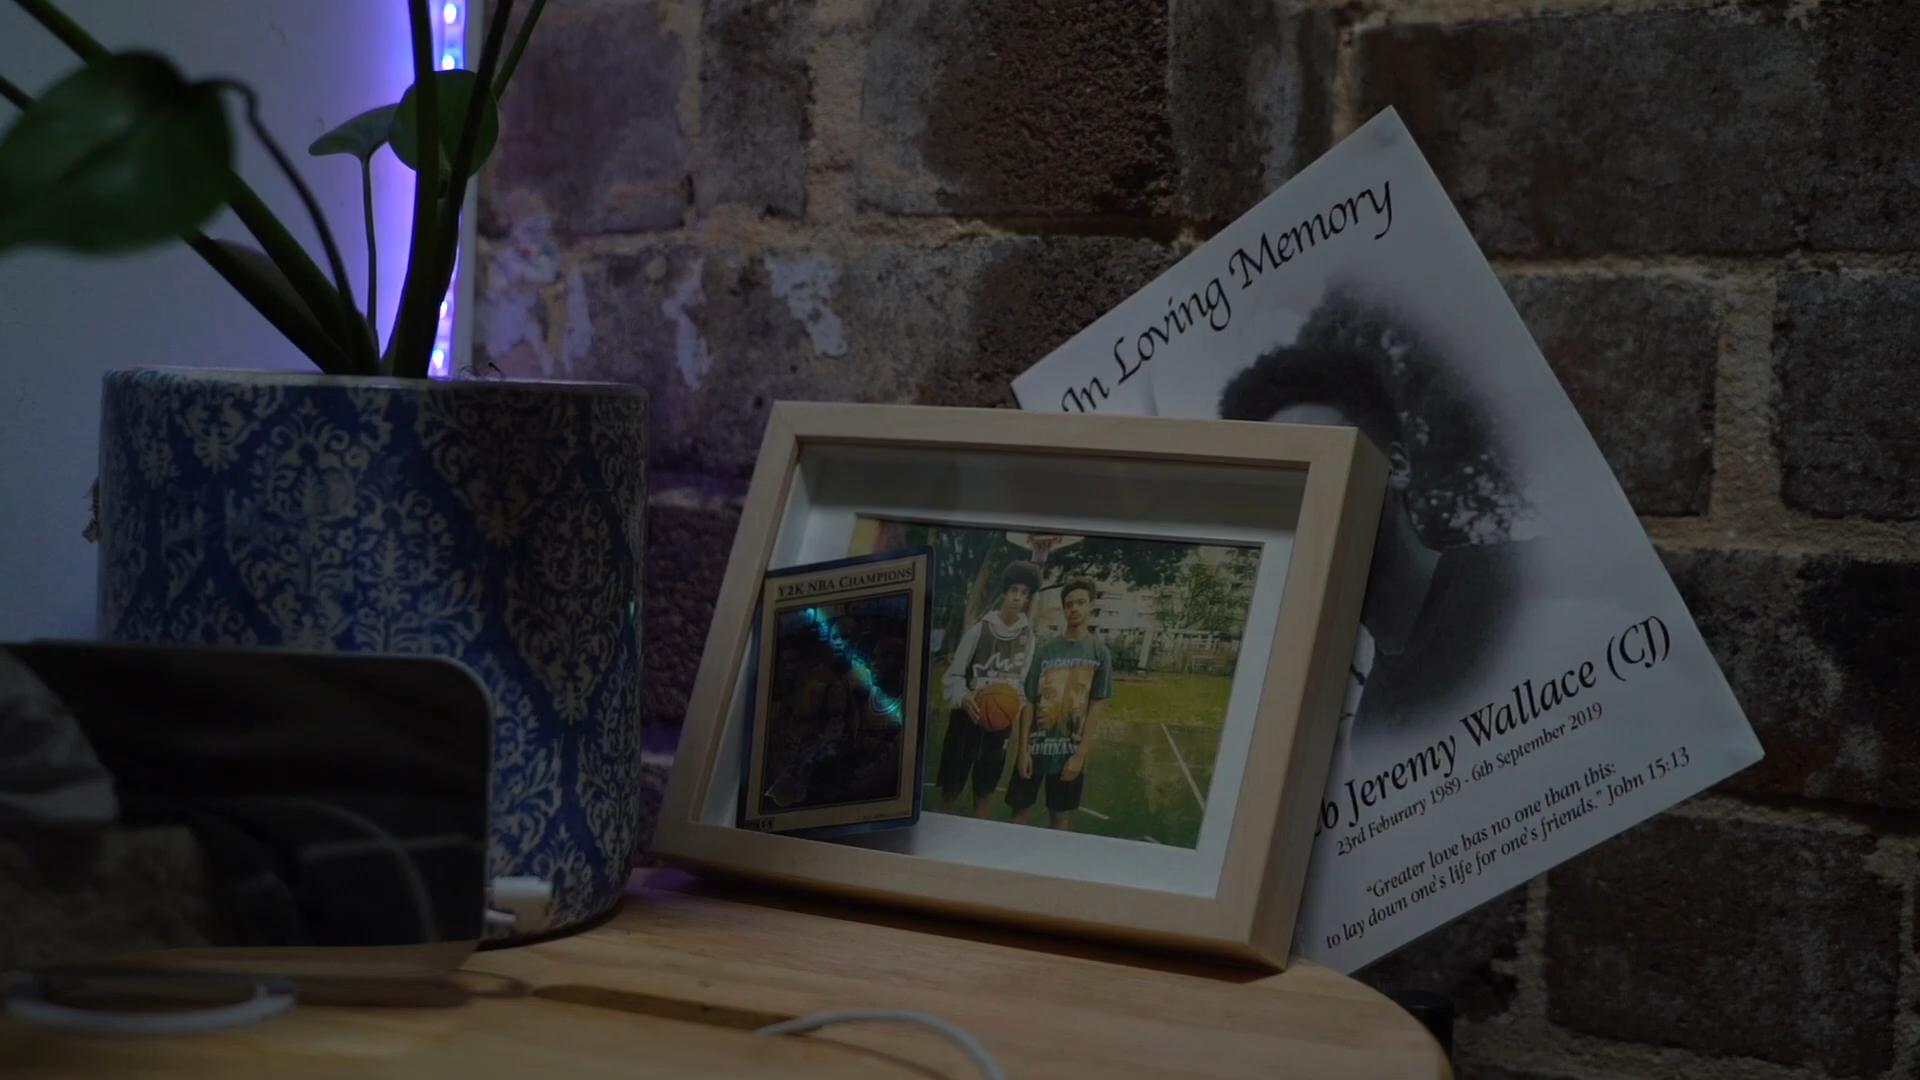 In Loving Memory
Y2K NBA CHAMPIONS
Jeremy Wallace (CJ)
23rd Feburary 1989 - 6th September 2019
“Greater love has no one than this:
to lay down one's life for one's friends.” John 15:13